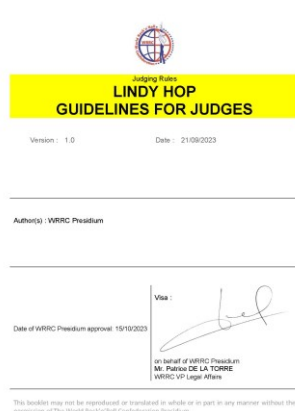 Judging Rules
LINDY HOP
GUIDELINES FOR JUDGES
Version : 1.0 Date : 21/09/2023
Author(s) : WRRC Presidium
Visa :
Date of WRRC Presidium approval: 15/10/2023
on behalf of WRRC Presidium
Mr. Patrice DE LA TORRE
WRRC VP Legal Affairs
This booklet may not be reproduced or translated in whole or in part in any manner without the